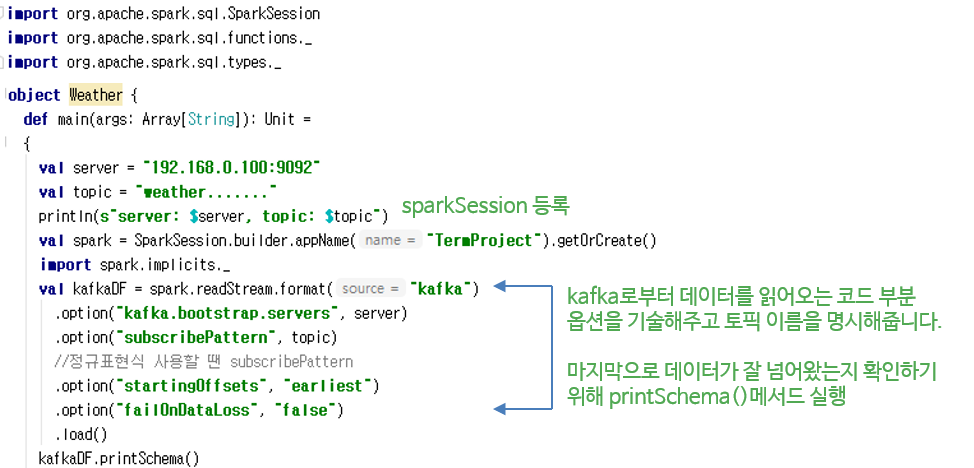 import org.apache.spark.sql.SparkSession
import org.apache.spark.sql.functions._
import org.apache.spark.sql.types._
object Weather {
def main(args: Array[String]): Unit =
{
val server = "192.168.0.100:9092"
val topic = "weather......."
println(s"server: $server, topic: $topic")
sparkSession 등록
val spark = SparkSession.builder.appName( name = "TermProject").getOrCreate()
import spark.implicits._
val kafkaDF = spark.readStream.format( source = "kafka")
.option("kafka.bootstrap.servers", server)
.option("subscribePattern", topic)
//정규표현식 사용할 땐 subscribePattern
.option("startingOffsets", "earliest")
.option("failOnDataLoss", "false")
.load()
kafkaDF.printSchema()
kafka로부터 데이터를 읽어오는 코드 부분
옵션을 기술해주고 토픽 이름을 명시해줍니다.
마지막으로 데이터가 잘 넘어왔는지 확인하기
위해 printSchema()메서드 실행